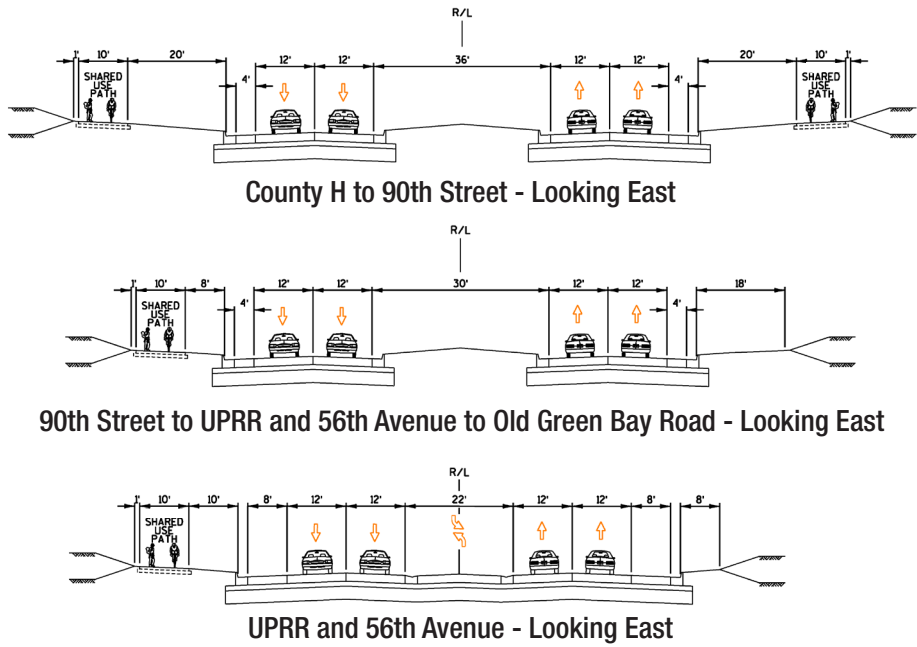 R/L
1' 10' 20' 12' 12' 36' 12' 12' 20' 10' 1'
SHARED
USE
PATH
4'
4'
SHARED
USE
PATH
County H to 90th Street - Looking East
R/L
1' 10' 8' 12' 12' 30' 12' 12' 18'
SHARED
USE
PATH
4'
4'
90th Street to UPRR and 56th Avenue to Old Green Bay Road - Looking East
R/L
1' 10' 10' 8' 12' 12' 22' 12' 12' 8' 8'
SHARED
USE
PATH
UPRR and 56th Avenue - Looking East